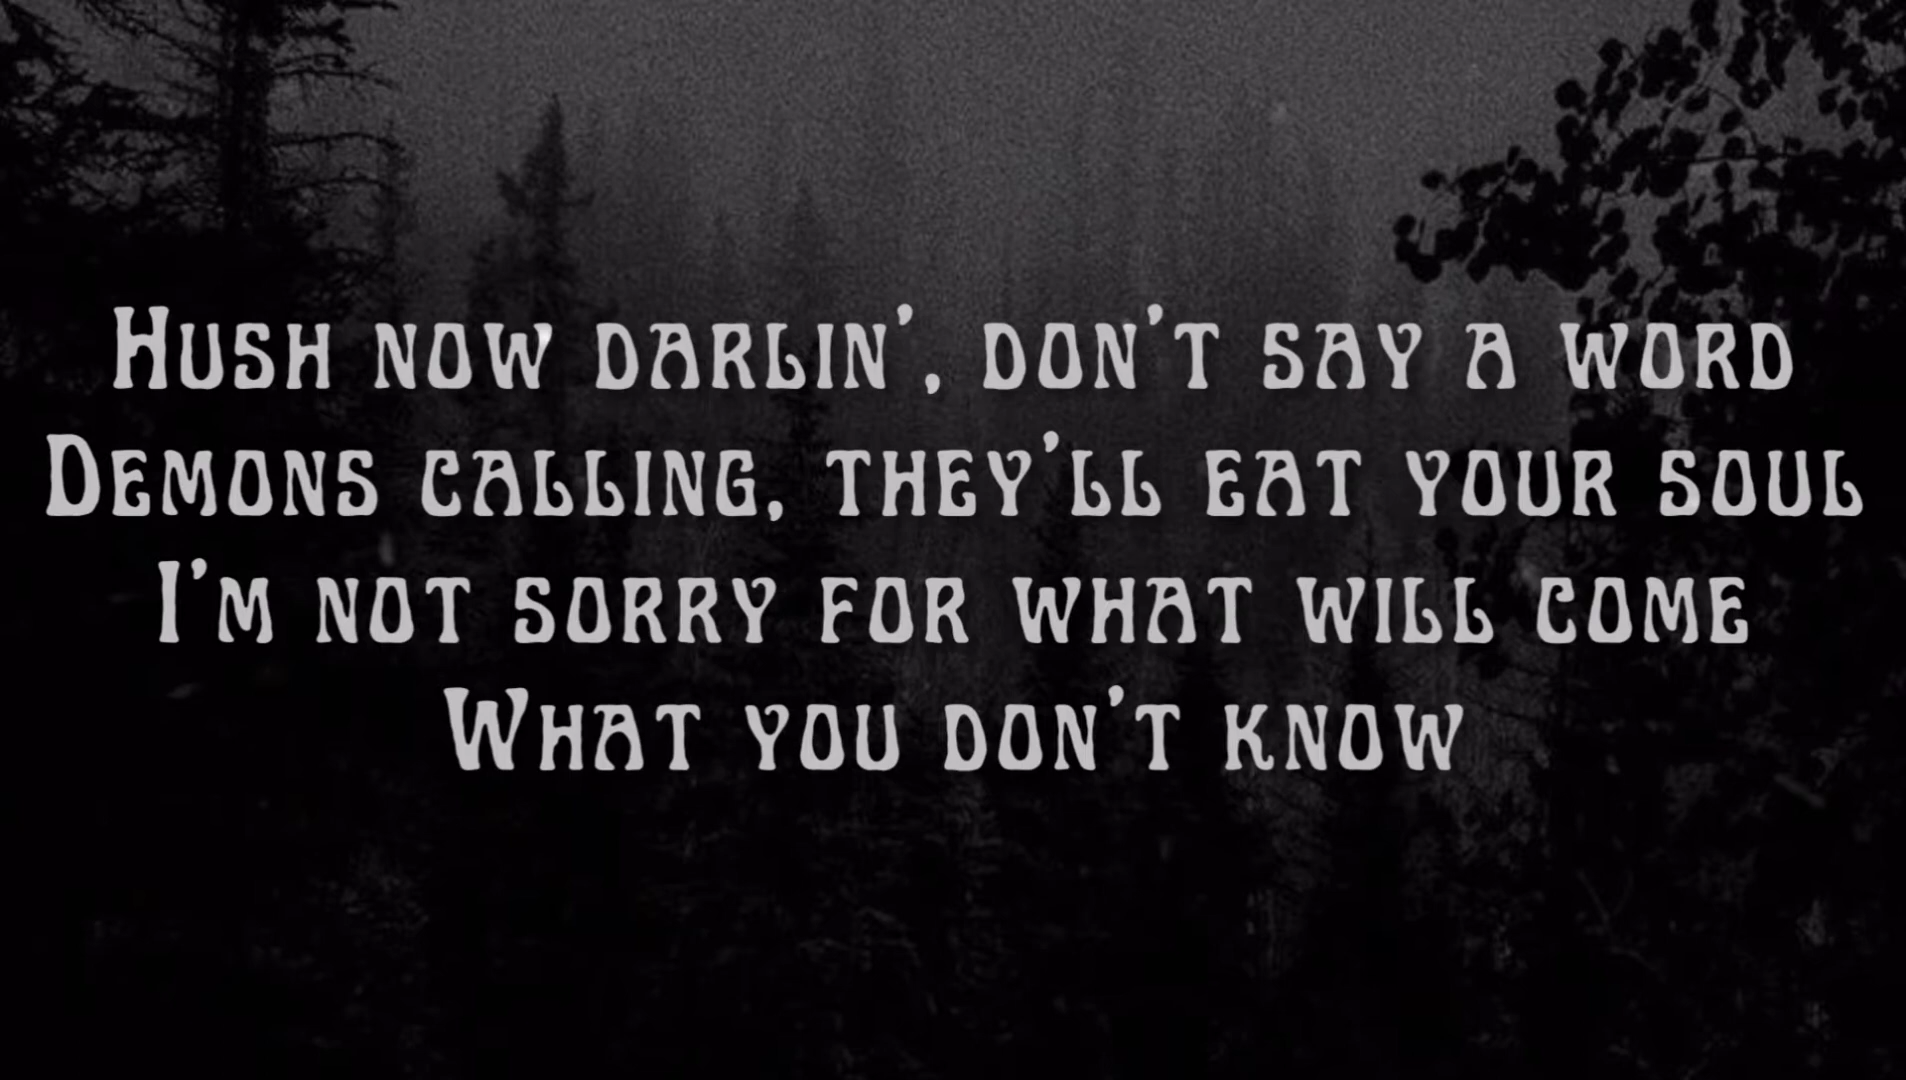 Hush now darlin', don't say a word
Demons calling, they'll eat your soul
I'm not sorry for what will come
What you don't know